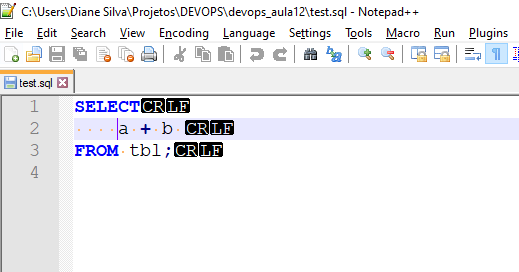 C:\Users\Diane Silva\Projetos\DEVOPS\devops_aula12\test.sql - Notepad++
File Edit Search View Encoding Language Settings Tools Macro Run Plugins
test.sql
1 SELECTCRLF
2 ····a·+·b·CRLF
3 FROM·tbl;CRLF
4